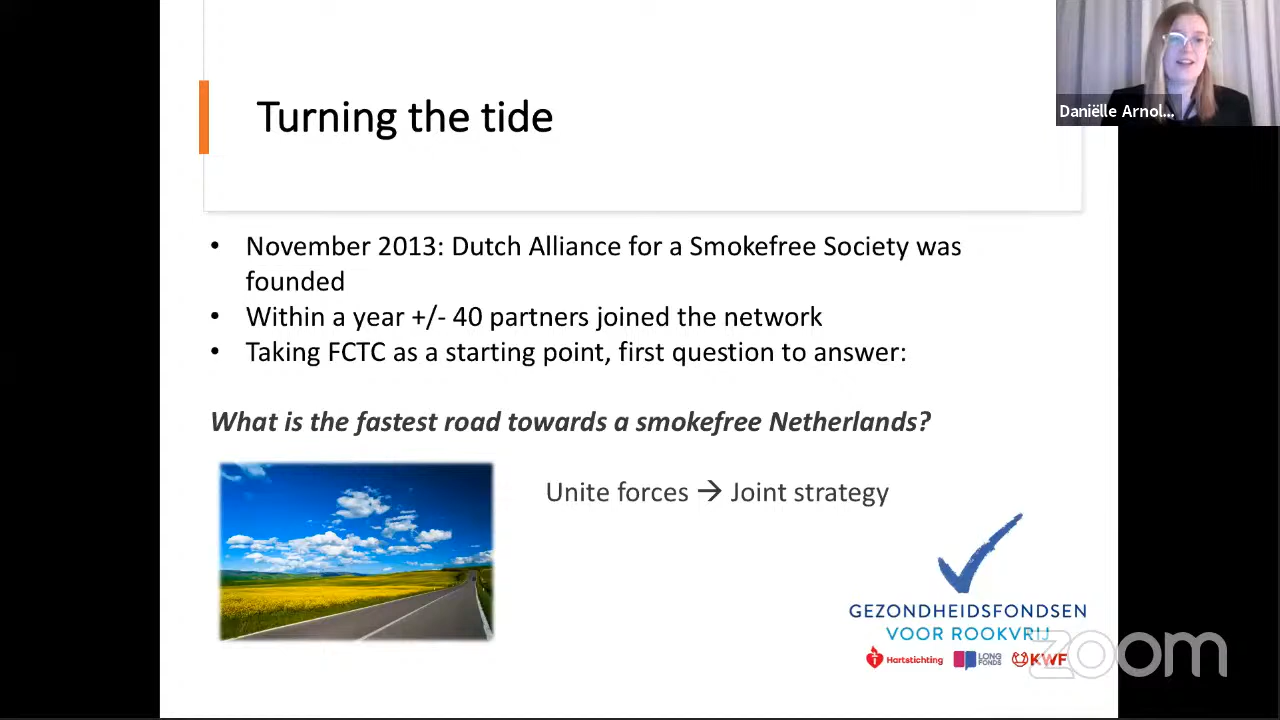 Turning the tide
Daniëlle Arnol...
• November 2013: Dutch Alliance for a Smokefree Society was
founded
• Within a year +/- 40 partners joined the network
• Taking FCTC as a starting point, first question to answer:
What is the fastest road towards a smokefree Netherlands?
Unite forces → Joint strategy
GEZONDHEIDSFONDSEN
VOOR ROOKVRIJ
Hartstichting
LONG
FONDS
KWF
zoom